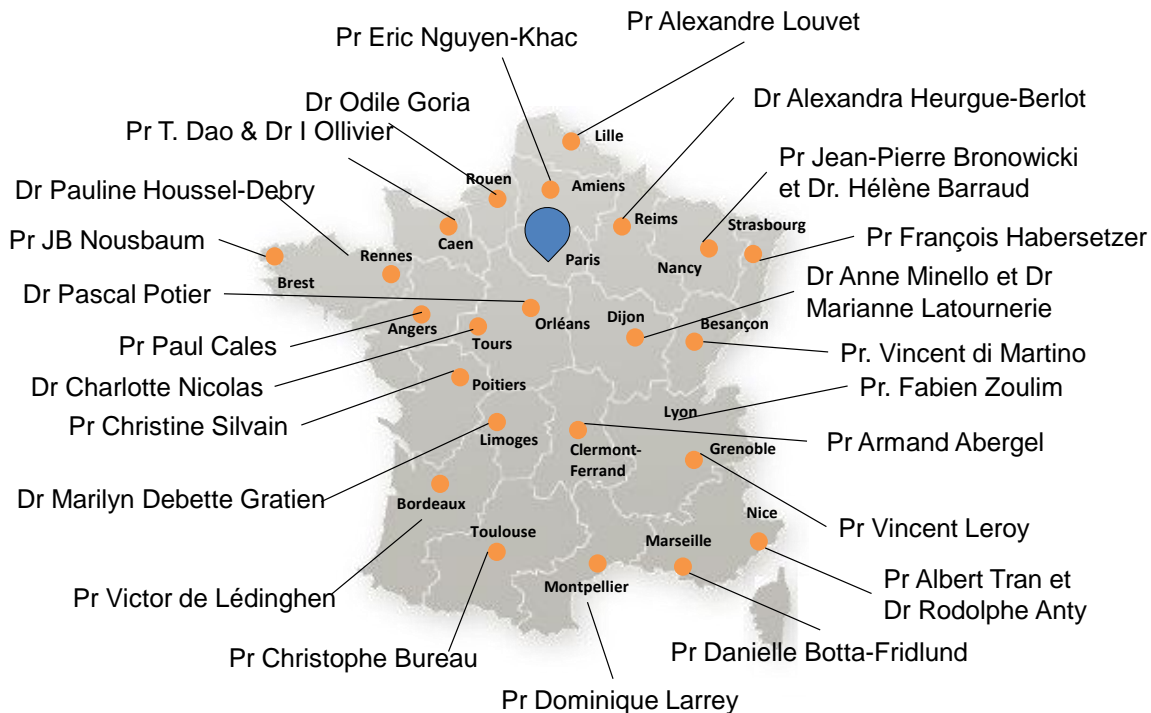 Pr Alexandre Louvet
Pr Eric Nguyen-Khac
Dr Odile Goria
Dr Alexandra Heurgue-Berlot
Pr T. Dao & Dr I Ollivier
Lille
Pr Jean-Pierre Bronowicki
et Dr. Hélène Barraud
Rouen
Amiens
Dr Pauline Houssel-Debry
Reims
Strasbourg
Pr JB Nousbaum
Caen
Pr François Habersetzer
Rennes
Paris
Nancy
Brest
Dr Anne Minello et Dr
Marianne Latournerie
Dr Pascal Potier
Angers
Orléans
Dijon
Besançon
Tours
Pr Paul Cales
Pr. Vincent di Martino
Dr Charlotte Nicolas
Poitiers
Pr. Fabien Zoulim
Lyon
Pr Christine Silvain
Limoges
Clermont-
Ferrand
Grenoble
Pr Armand Abergel
Dr Marilyn Debette Gratien
Bordeaux
Nice
Pr Vincent Leroy
Toulouse
Marseille
Montpellier
Pr Albert Tran et
Dr Rodolphe Anty
Pr Victor de Lédinghen
Pr Christophe Bureau
Pr Danielle Botta-Fridlund
Pr Dominique Larrey